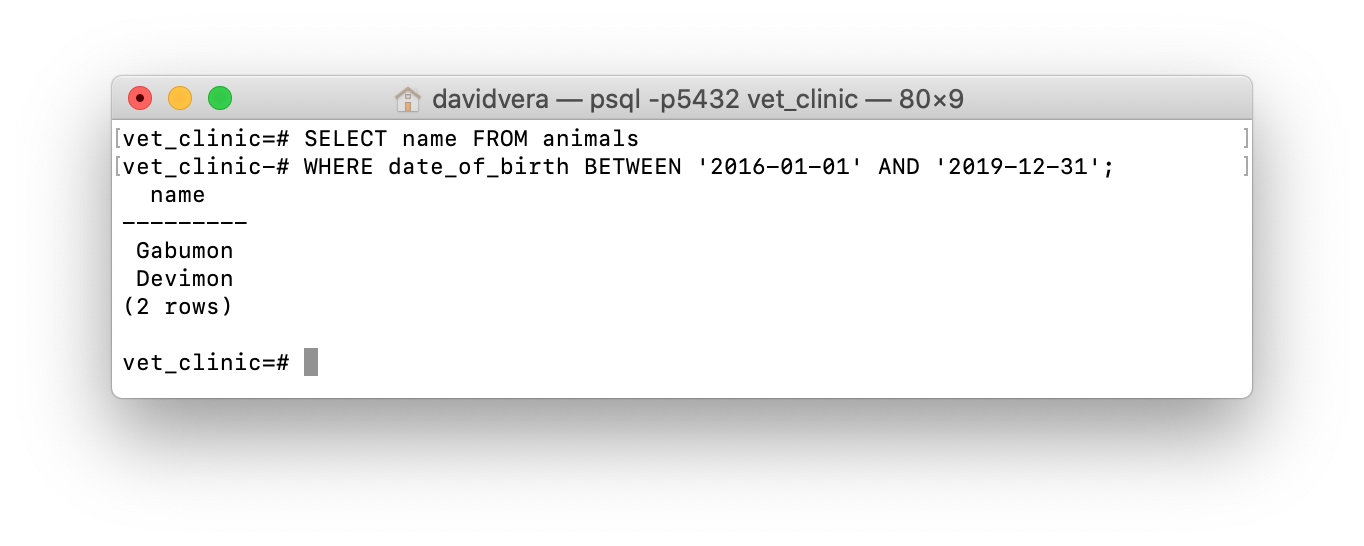 davidvera — psql -p5432 vet_clinic — 80×9
[vet_clinic=# SELECT name FROM animals ]
[vet_clinic-# WHERE date_of_birth BETWEEN '2016-01-01' AND '2019-12-31'; ]
name
---------
Gabumon
Devimon
(2 rows)
vet_clinic=#